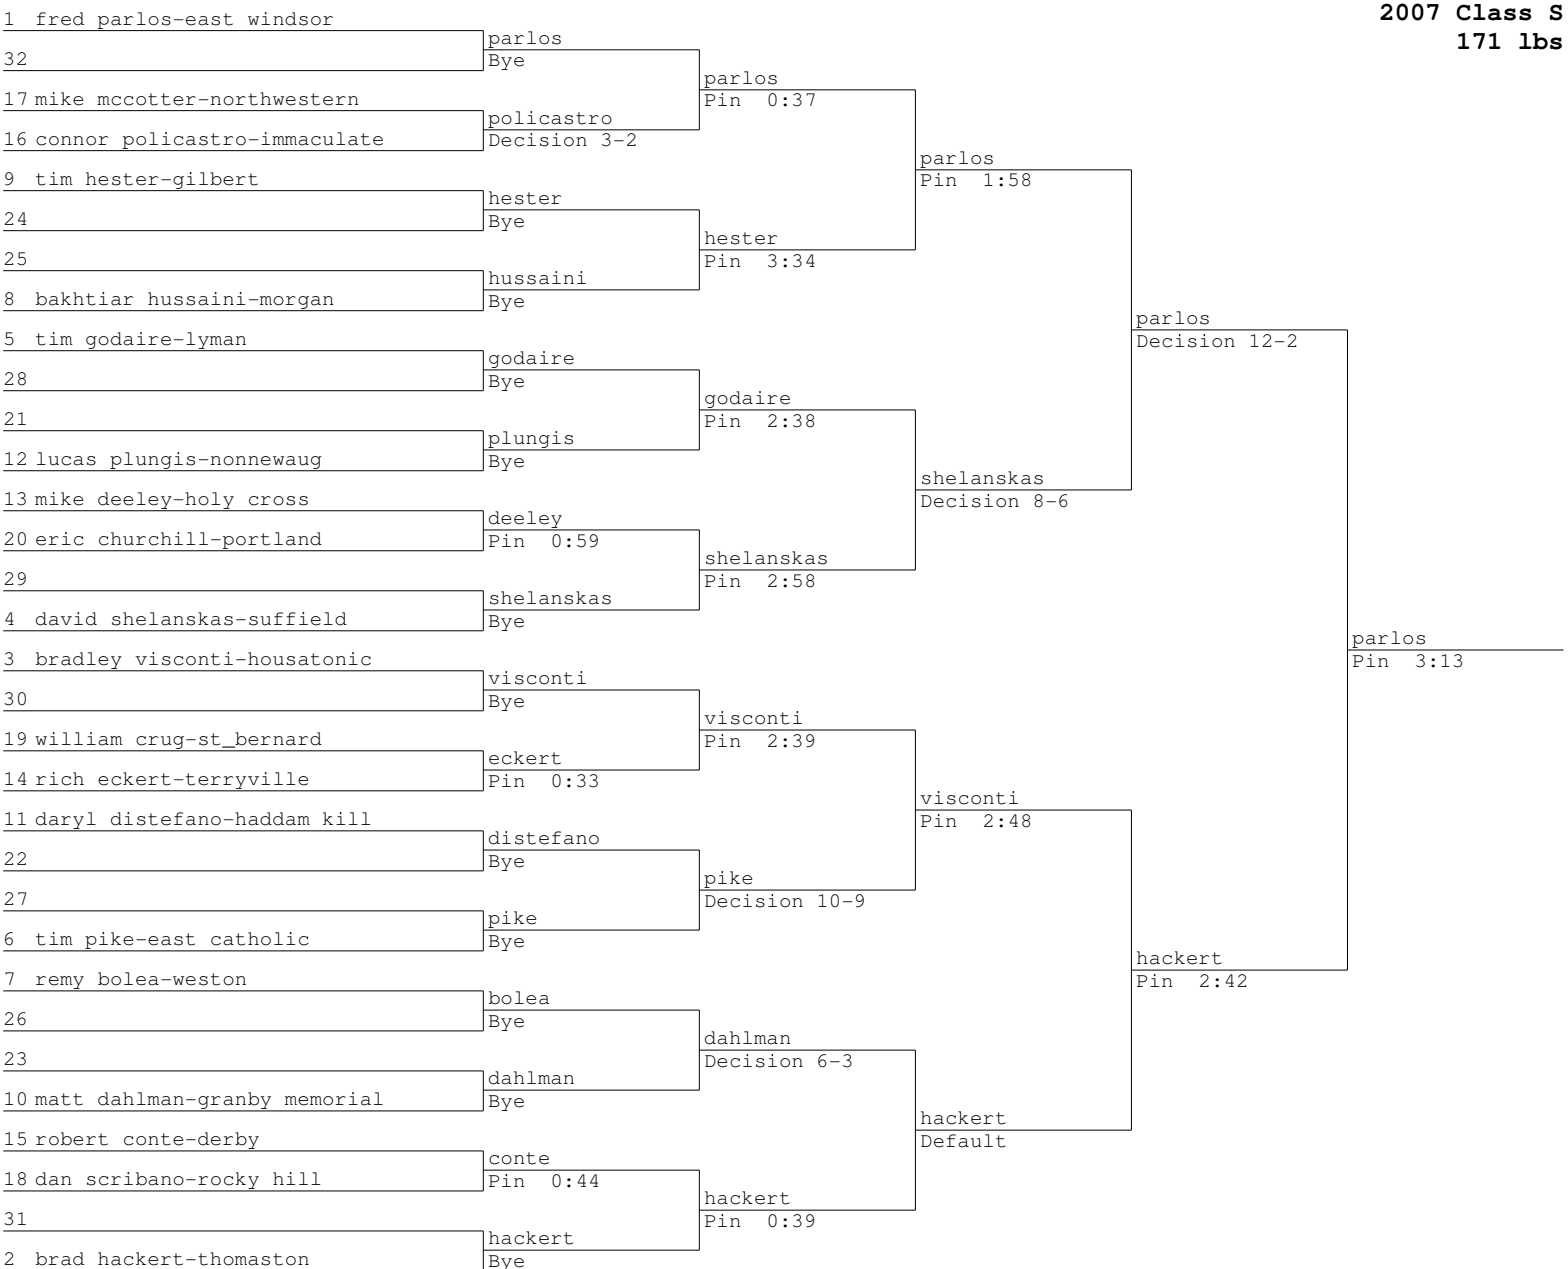 2007 Class S
171 lbs
1 fred parlos-east windsor
32
17 mike mccotter-northwestern
16 connor policastro-immaculate
9 tim hester-gilbert
24
25
8 bakhtiar hussaini-morgan
5 tim godaire-lyman
28
21
12 lucas plungis-nonnewaug
13 mike deeley-holy cross
20 eric churchill-portland
29
4 david shelanskas-suffield
3 bradley visconti-housatonic
30
19 william crug-st_bernard
14 rich eckert-terryville
11 daryl distefano-haddam kill
22
27
6 tim pike-east catholic
7 remy bolea-weston
26
23
10 matt dahlman-granby memorial
15 robert conte-derby
18 dan scribano-rocky hill
31
2 brad hackert-thomaston
parlos
Bye
policastro
Decision 3-2
hester
Bye
hussaini
Bye
godaire
Bye
plungis
Bye
deeley
Pin 0:59
shelanskas
Bye
visconti
Bye
eckert
Pin 0:33
distefano
Bye
pike
Bye
bolea
Bye
dahlman
Bye
conte
Pin 0:44
hackert
Bye
parlos
Pin 0:37
hester
Pin 3:34
godaire
Pin 2:38
shelanskas
Pin 2:58
visconti
Pin 2:39
pike
Decision 10-9
dahlman
Decision 6-3
hackert
Pin 0:39
parlos
Pin 1:58
shelanskas
Decision 8-6
visconti
Pin 2:48
hackert
Default
parlos
Decision 12-2
hackert
Pin 2:42
parlos
Pin 3:13